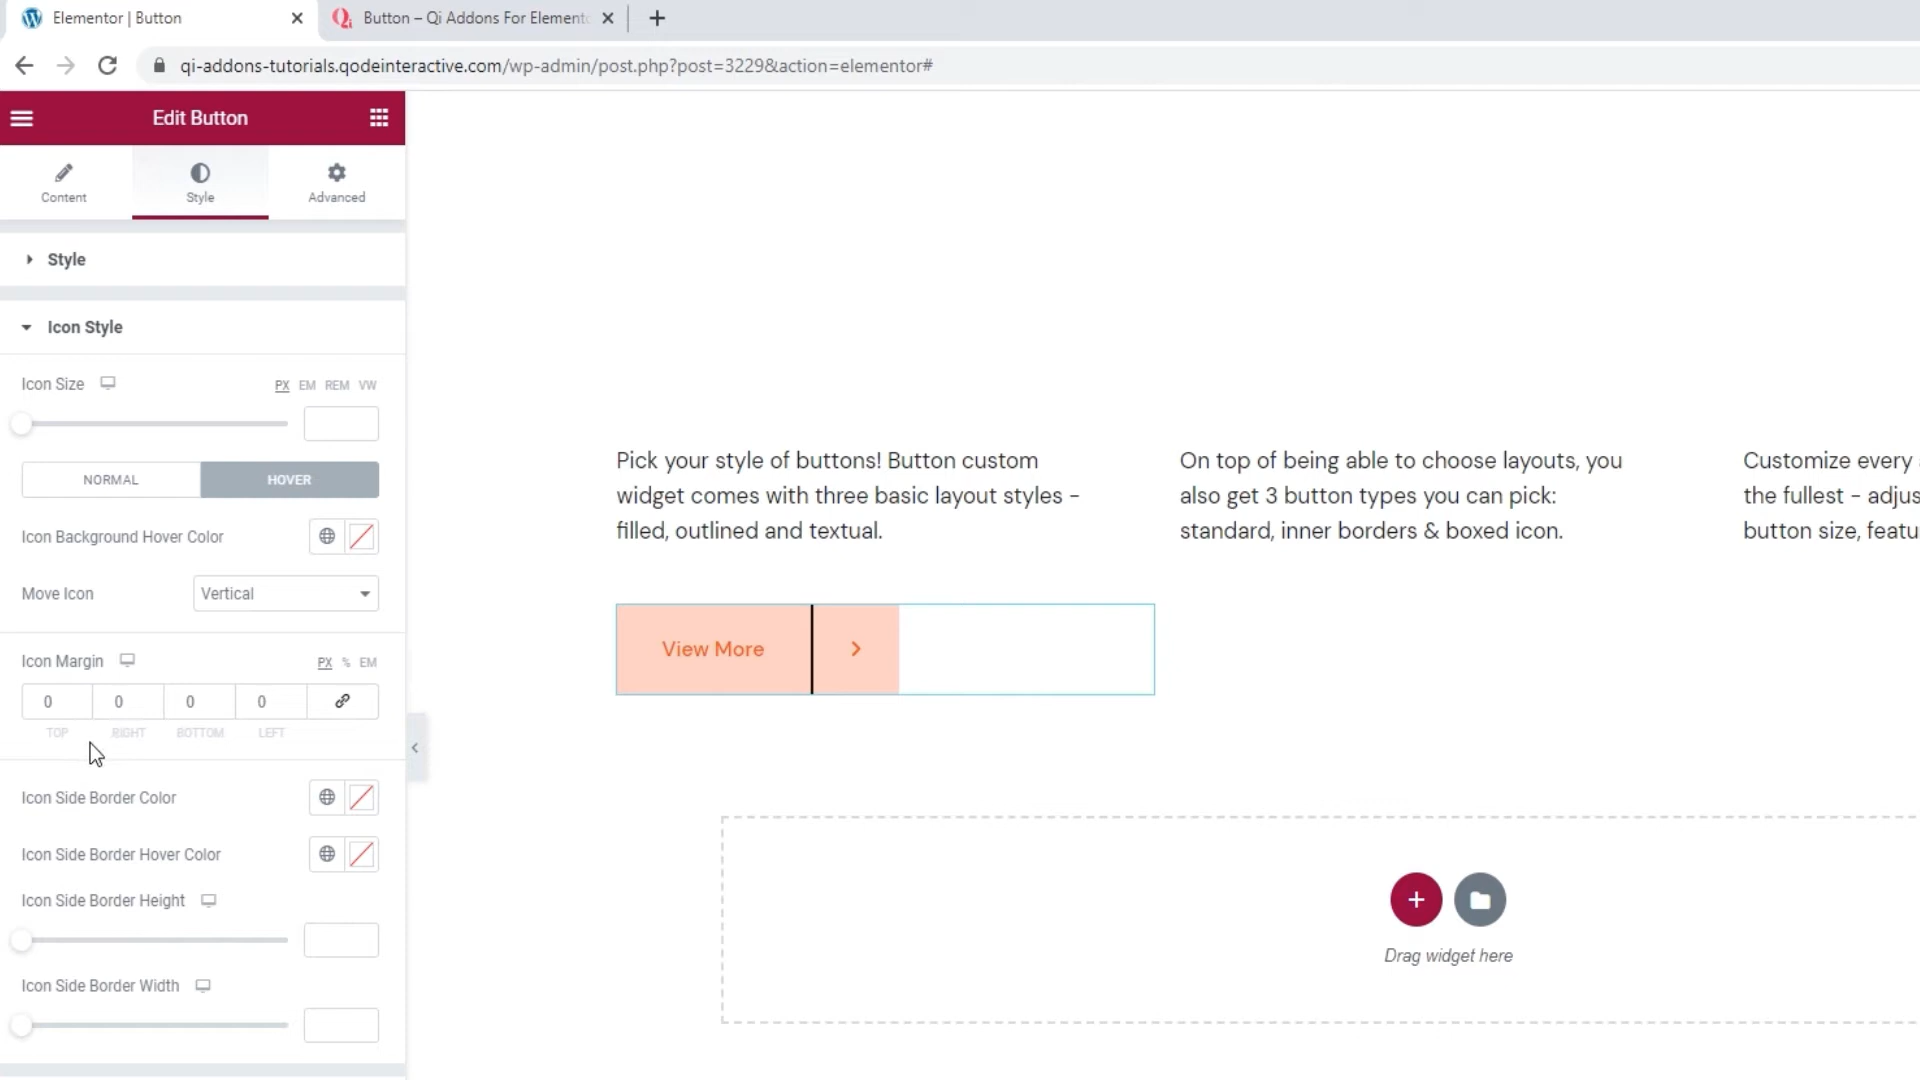 Elementor | Button
Button – Qi Addons For Element
qi-addons-tutorials.qodeinteractive.com/wp-admin/post.php?post=3229&action=elementor#
Edit Button
Content
Style
Advanced
Style
Icon Style
Icon Size
PX EM REM VW
NORMAL
HOVER
Icon Background Hover Color
Move Icon
Vertical
Icon Margin
PX % EM
0 0 0 0
TOP RIGHT BOTTOM LEFT
Icon Side Border Color
Icon Side Border Hover Color
Icon Side Border Height
Icon Side Border Width
Pick your style of buttons! Button custom
widget comes with three basic layout styles –
filled, outlined and textual.
View More
On top of being able to choose layouts, you
also get 3 button types you can pick:
standard, inner borders & boxed icon.
Customize every
the fullest – adjus
button size, featu
Drag widget here